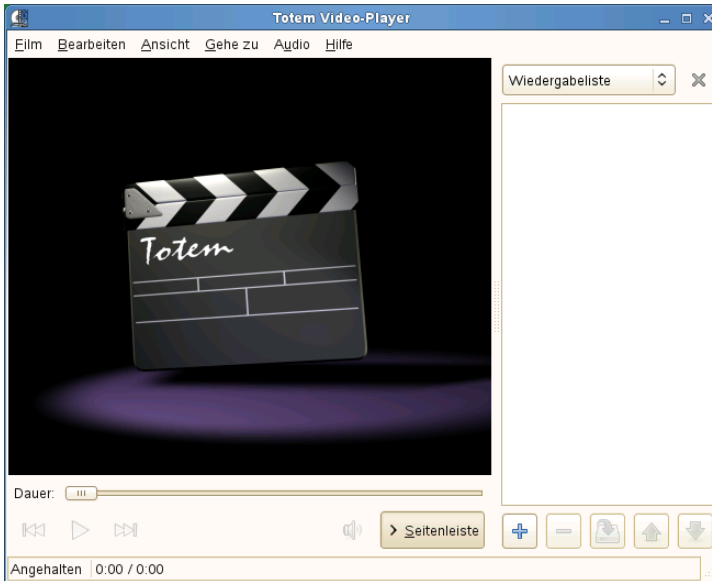 Totem Video-Player
Film Bearbeiten Ansicht Gehe zu Audio Hilfe
Wiedergabeliste
Totem
Dauer:
Seitenleiste
Angehalten 0:00 / 0:00